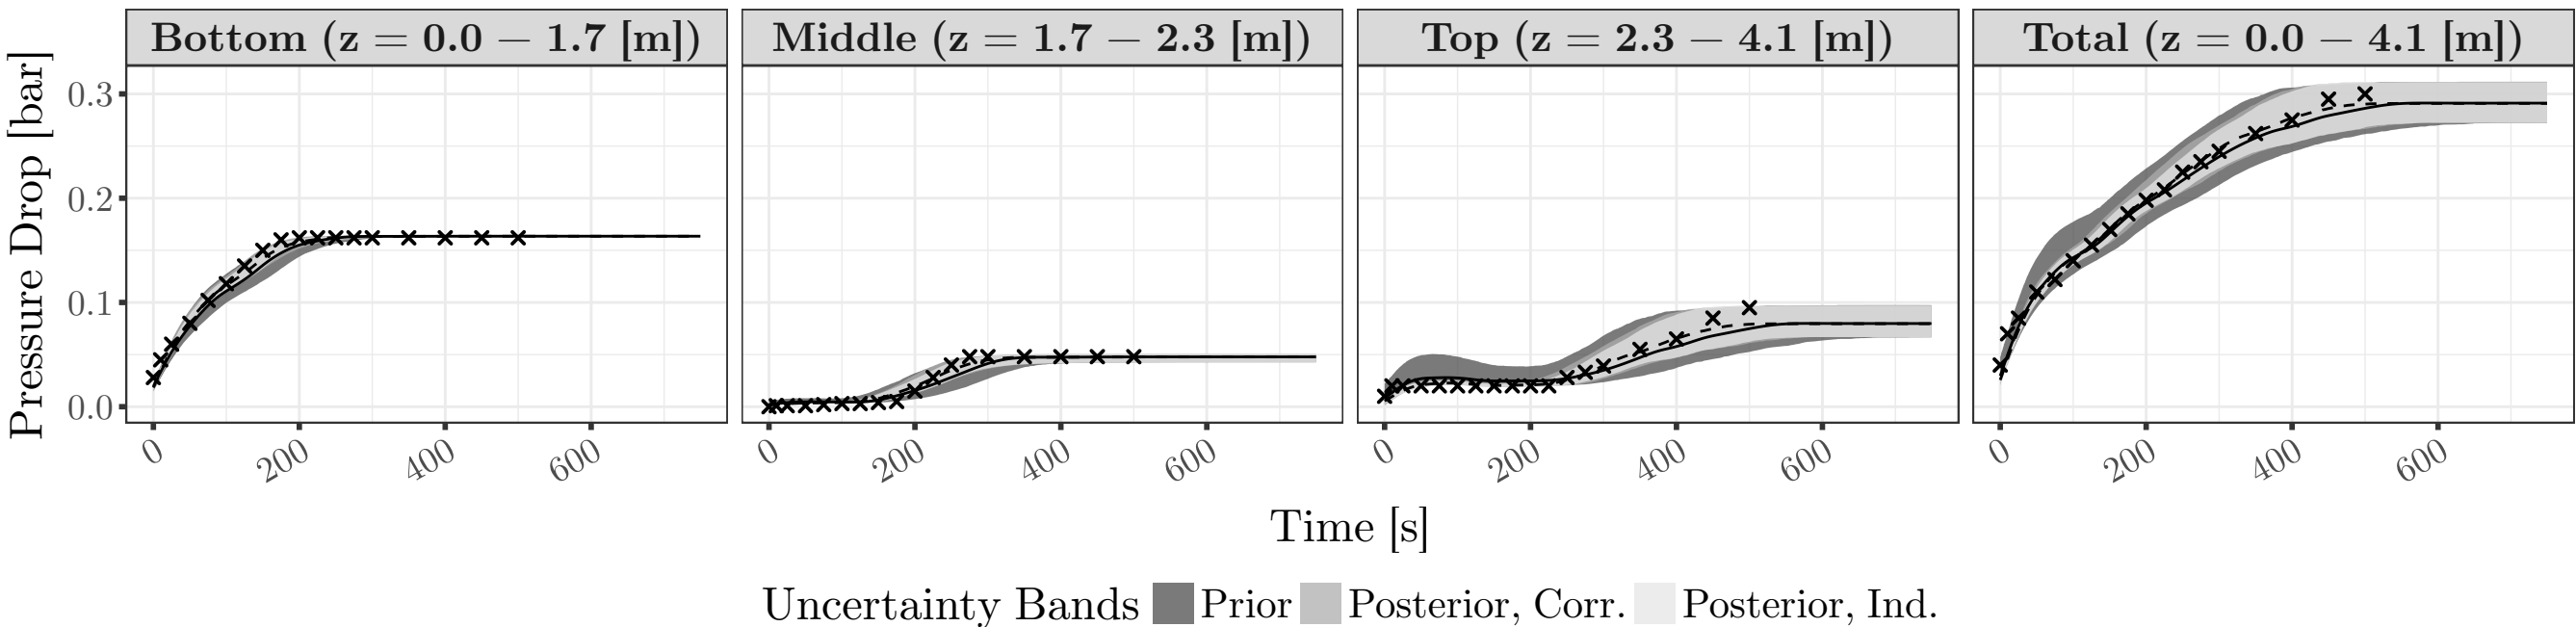 Bottom (z = 0.0 − 1.7 [m])
Middle (z = 1.7 − 2.3 [m])
Top (z = 2.3 − 4.1 [m])
Total (z = 0.0 − 4.1 [m])
Pressure Drop [bar]
0.3
0.2
0.1
0.0
0 200 400 600
0 200 400 600
0 200 400 600
0 200 400 600
Time [s]
Uncertainty Bands Prior Posterior, Corr. Posterior, Ind.